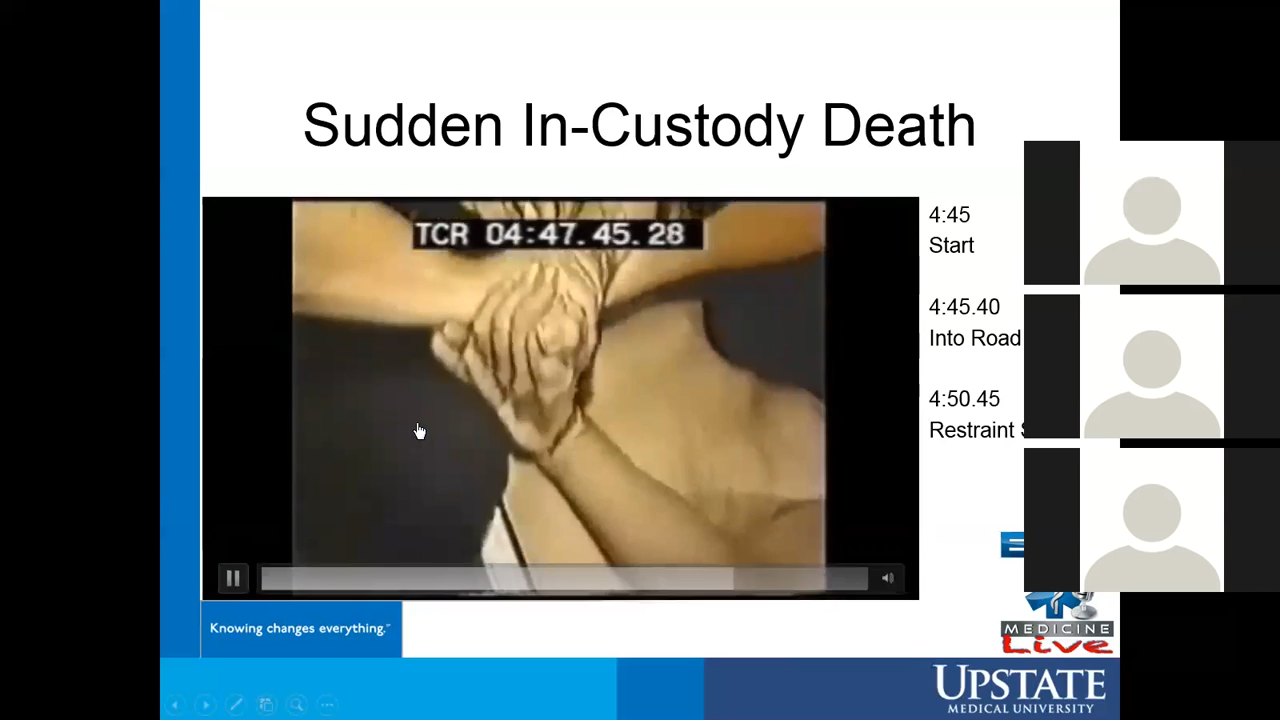 Sudden In-Custody Death
TCR 04:47.45.28
4:45
Start
4:45.40
Into Road
4:50.45
Restraint
Knowing changes everything.™
MEDICINE
Live
UPSTATE
MEDICAL UNIVERSITY